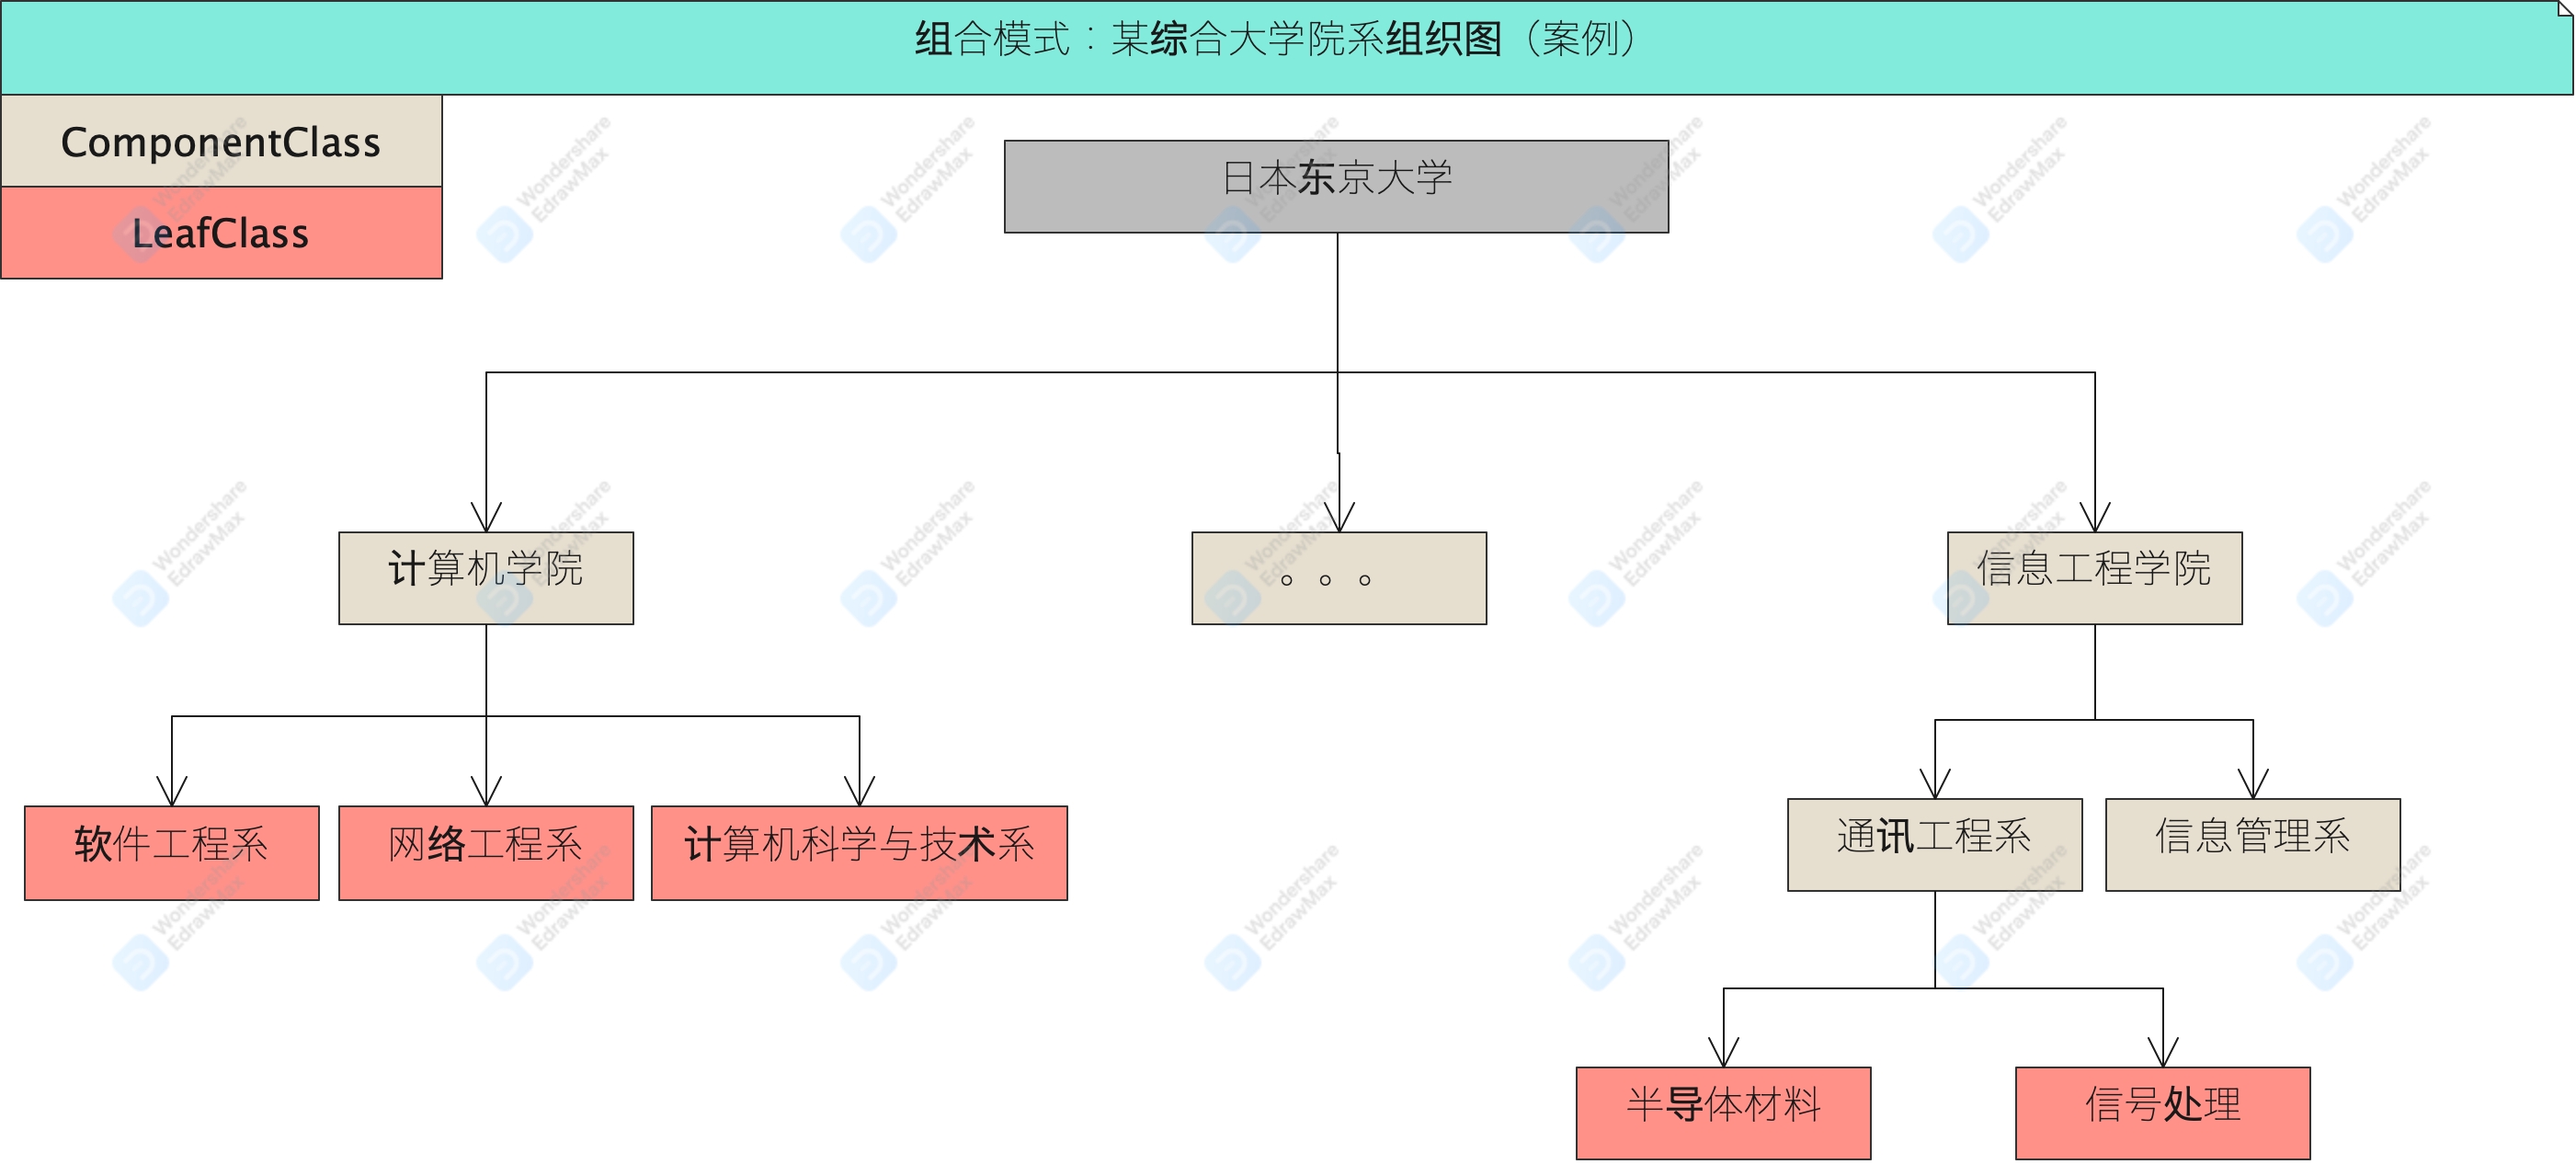 组合模式：某综合大学院系组织图（案例）
ComponentClass
LeafClass
日本东京大学
计算机学院
。。。
信息工程学院
软件工程系
网络工程系
计算机科学与技术系
通讯工程系
信息管理系
半导体材料
信号处理
Wondershare
EdrawMax